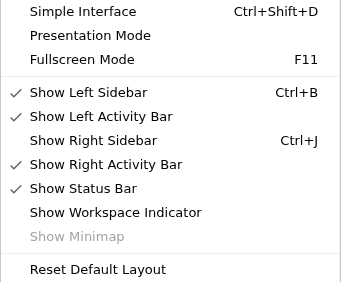 Simple Interface Ctrl+Shift+D
Presentation Mode
Fullscreen Mode F11
Show Left Sidebar Ctrl+B
Show Left Activity Bar
Show Right Sidebar Ctrl+J
Show Right Activity Bar
Show Status Bar
Show Workspace Indicator
Show Minimap
Reset Default Layout